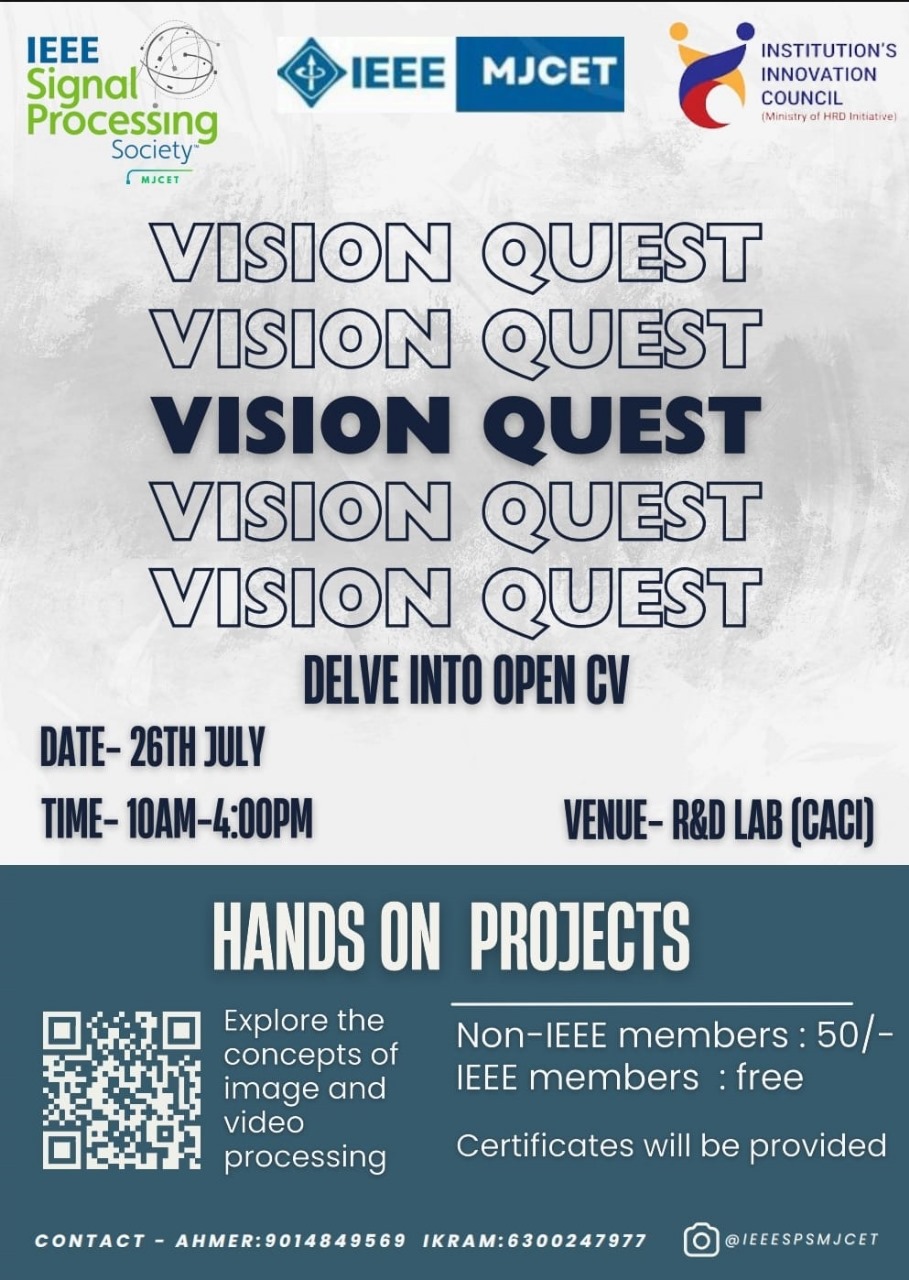 IEEE
Signal
Processing
Society™
MJCET
IEEE MJCET
INSTITUTION'S
INNOVATION
COUNCIL
(Ministry of HRD Initiative)
VISION QUEST
VISION QUEST
VISION QUEST
VISION QUEST
VISION QUEST
DELVE INTO OPEN CV
DATE- 26TH JULY
TIME- 10AM-4:00PM
VENUE- R&D LAB (CACI)
HANDS ON PROJECTS
Explore the
concepts of
image and
video
processing
Non-IEEE members : 50/-
IEEE members : free
Certificates will be provided
CONTACT - AHMER:9014849569 IKRAM:6300247977
@IEEESPSMJCET